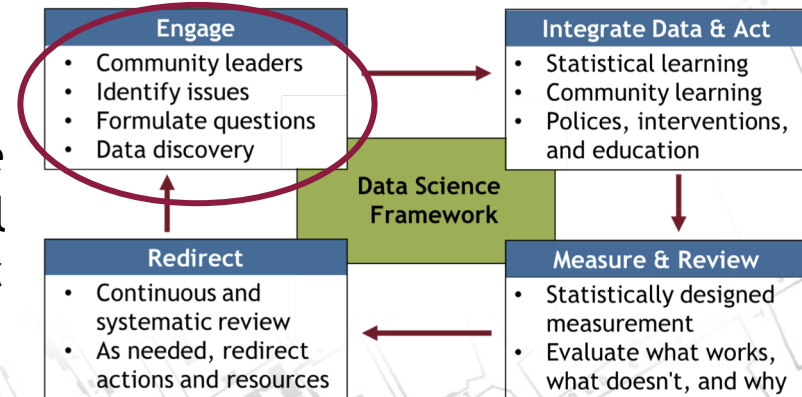 Engage
• Community leaders
• Identify issues
• Formulate questions
• Data discovery
Integrate Data & Act
• Statistical learning
• Community learning
• Polices, interventions,
and education
Data Science
Framework
Redirect
• Continuous and
systematic review
• As needed, redirect
actions and resources
Measure & Review
• Statistically designed
measurement
• Evaluate what works,
what doesn't, and why